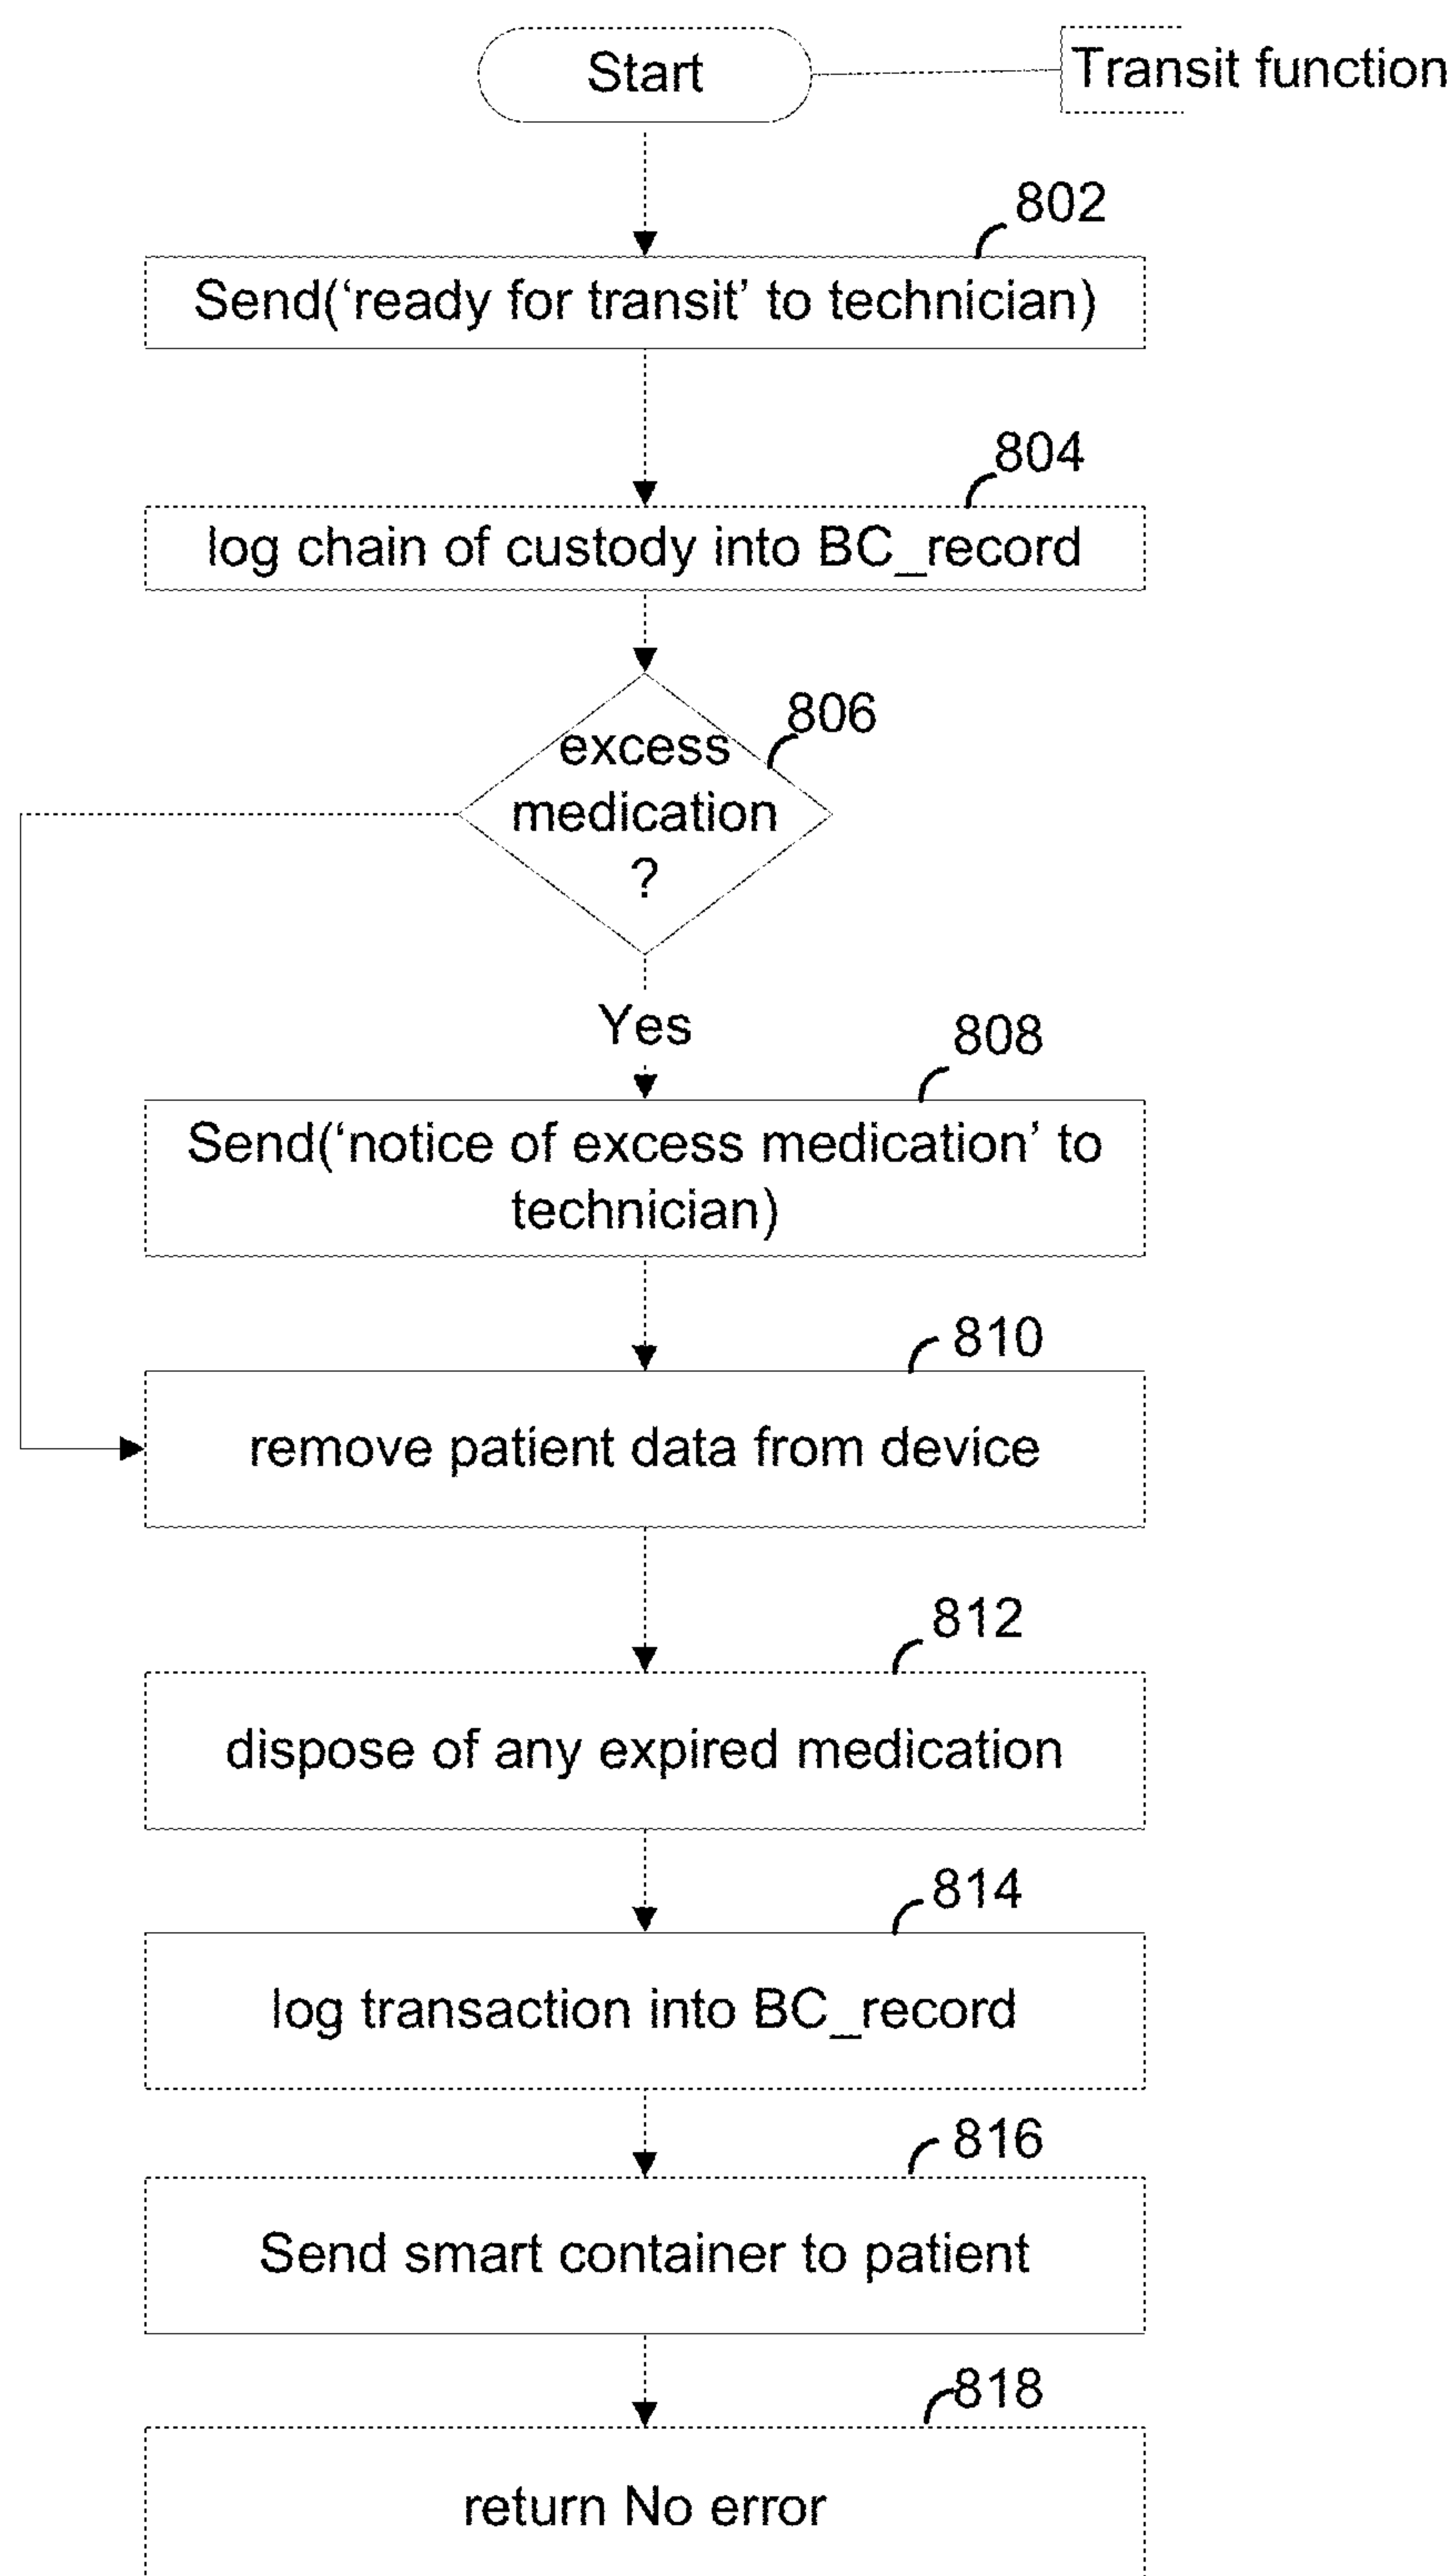 Start
Transit function
802
Send(‘ready for transit’ to technician)
804
log chain of custody into BC_record
806
excess
medication
?
Yes
808
Send(‘notice of excess medication’ to
technician)
810
remove patient data from device
812
dispose of any expired medication
814
log transaction into BC_record
816
Send smart container to patient
818
return No error